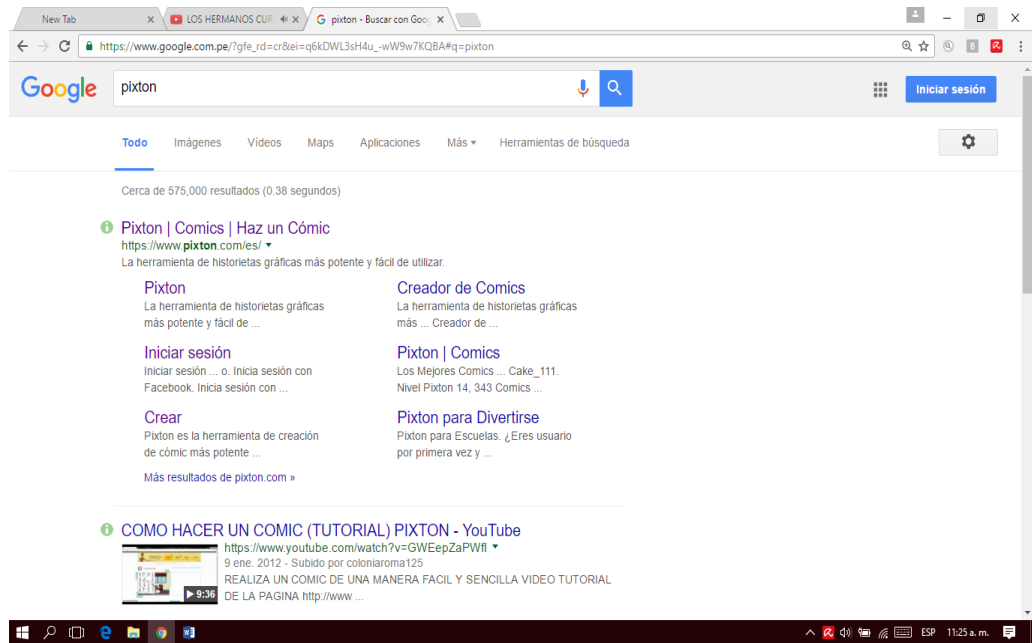 New Tab
LOS HERMANOS CUR
pixton - Buscar con Goog
https://www.google.com.pe/?gfe_rd=cr&ei=q6kDWL3sH4u_-wW9w7KQBA#q=pixton
Google
pixton
Iniciar sesión
Todo Imágenes Vídeos Maps Aplicaciones Más Herramientas de búsqueda
Cerca de 575,000 resultados (0.38 segundos)
Pixton | Comics | Haz un Cómic
https://www.pixton.com/es/
La herramienta de historietas gráficas más potente y fácil de utilizar.
Pixton
La herramienta de historietas gráficas
más potente y fácil de ...
Creador de Comics
La herramienta de historietas gráficas
más ... Creador de ...
Iniciar sesión
Iniciar sesión ... o. Inicia sesión con
Facebook. Inicia sesión con ...
Pixton | Comics
Los Mejores Comics ... Cake_111.
Nivel Pixton 14, 343 Comics ...
Crear
Pixton es la herramienta de creación
de cómic más potente ...
Pixton para Divertirse
Pixton para Escuelas. ¿Eres usuario
por primera vez y ...
Más resultados de pixton.com »
COMO HACER UN COMIC (TUTORIAL) PIXTON - YouTube
https://www.youtube.com/watch?v=GWEepZaPWfI
9 ene. 2012 - Subido por coloniaroma125
REALIZA UN COMIC DE UNA MANERA FACIL Y SENCILLA VIDEO TUTORIAL
DE LA PAGINA http://www ...
9:36
ESP 11:25 a. m.